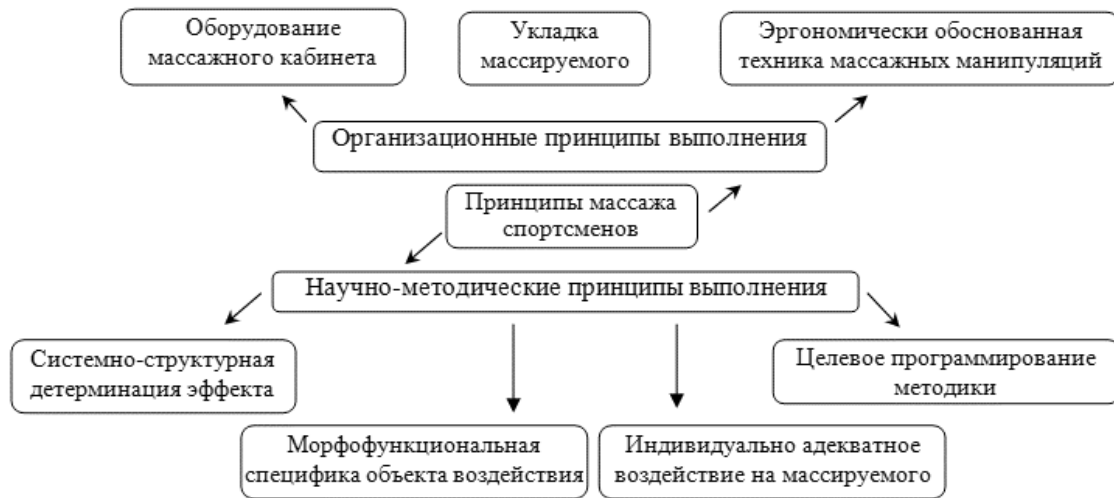 Оборудование
массажного кабинета
Укладка
массируемого
Эргономически обоснованная
техника массажных манипуляций
Организационные принципы выполнения
Принципы массажа
спортсменов
Научно-методические принципы выполнения
Системно-структурная
детерминация эффекта
Целевое программирование
методики
Морфофункциональная
специфика объекта воздействия
Индивидуально адекватное
воздействие на массируемого